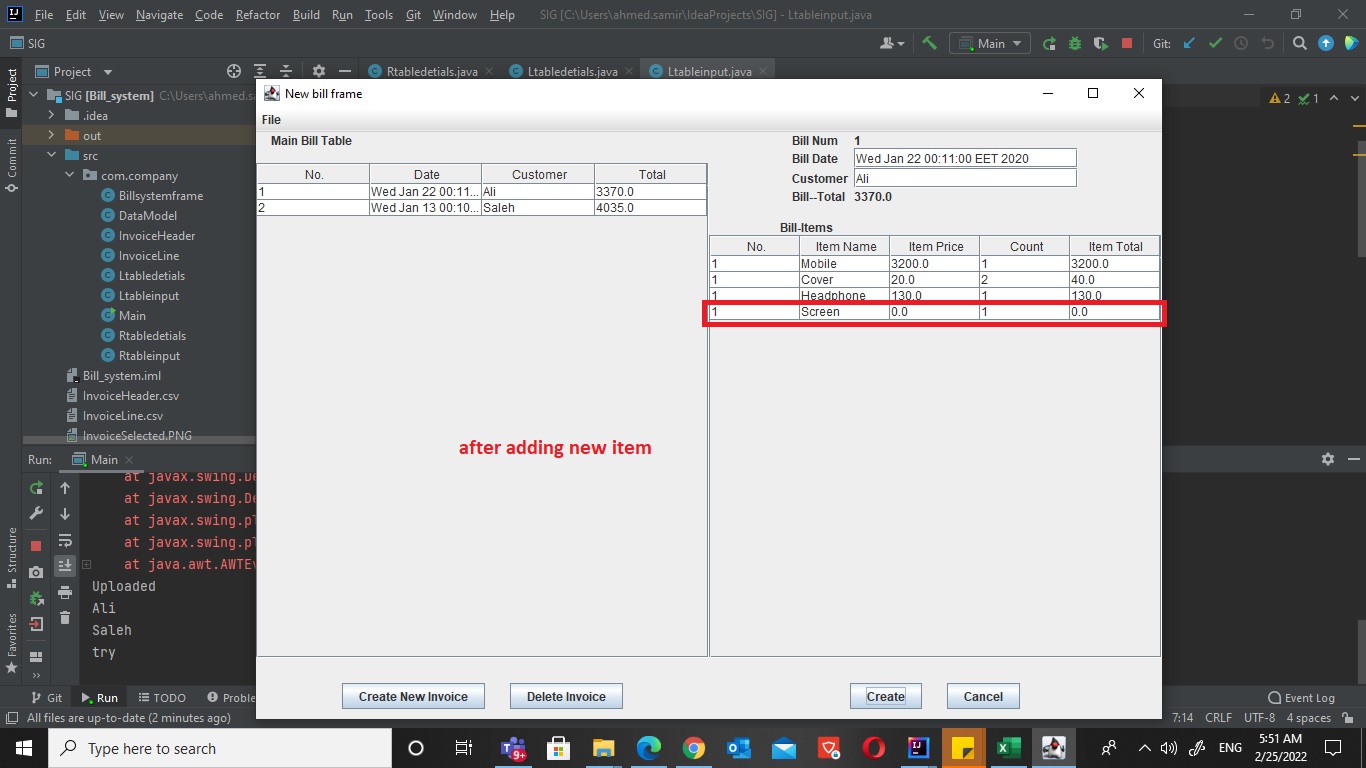 File Edit View Navigate Code Refactor Build Run Tools Git Window Help SIG [C:\Users\ahmed.samir\IdeaProjects\SIG] - Ltableinput.java
SIG Main Git:
Project Rtabledetials.java Ltabledetials.java Ltableinput.java
Project
Commit
Structure
Favorites
SIG [Bill_system] C:\Users\ahmed.sa
.idea
out
src
com.company
Billsystemframe
DataModel
InvoiceHeader
InvoiceLine
Ltabledetials
Ltableinput
Main
Rtabledetials
Rtableinput
Bill_system.iml
InvoiceHeader.csv
InvoiceLine.csv
InvoiceSelected.PNG
2 1
New bill frame
File
Main Bill Table
No. Date Customer Total
1 Wed Jan 22 00:11... Ali 3370.0
2 Wed Jan 13 00:10... Saleh 4035.0
Bill Num 1
Bill Date Wed Jan 22 00:11:00 EET 2020
Customer Ali
Bill--Total 3370.0
Bill-Items
No. Item Name Item Price Count Item Total
1 Mobile 3200.0 1 3200.0
1 Cover 20.0 2 40.0
1 Headphone 130.0 1 130.0
1 Screen 0.0 1 0.0
after adding new item
Create New Invoice Delete Invoice Create Cancel
Run: Main
at javax.swing.De
at javax.swing.De
at javax.swing.pl
at javax.swing.pl
at java.awt.AWTEv
Uploaded
Ali
Saleh
try
Git Run TODO Proble Event Log
All files are up-to-date (2 minutes ago) 7:14 CRLF UTF-8 4 spaces
Type here to search 9+ ENG 5:51 AM
2/25/2022